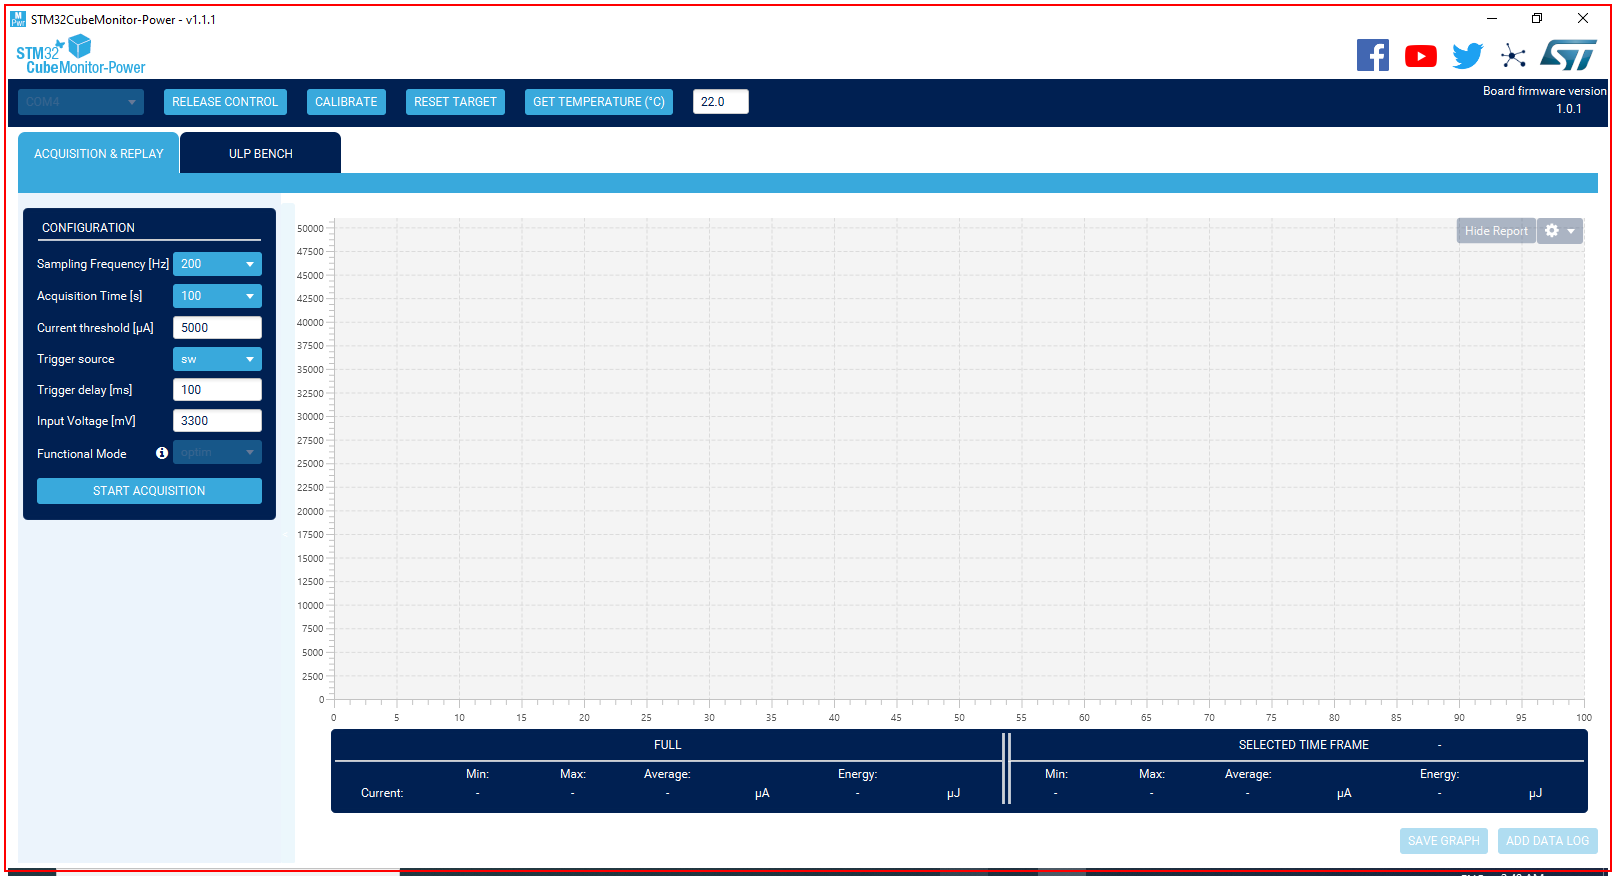 STM32CubeMonitor-Power - v1.1.1
STM32
CubeMonitor-Power
COM4 RELEASE CONTROL CALIBRATE RESET TARGET GET TEMPERATURE (°C) 22.0
Board firmware version
1.0.1
ACQUISITION & REPLAY ULP BENCH
CONFIGURATION
Sampling Frequency [Hz] 200
Acquisition Time [s] 100
Current threshold [µA] 5000
Trigger source sw
Trigger delay [ms] 100
Input Voltage [mV] 3300
Functional Mode optim
START ACQUISITION
Hide Report
50000
47500
45000
42500
40000
37500
35000
32500
30000
27500
25000
22500
20000
17500
15000
12500
10000
7500
5000
2500
0
0 5 10 15 20 25 30 35 40 45 50 55 60 65 70 75 80 85 90 95 100
FULL
Min: Max: Average: Energy:
Current: - - - µA - µJ
SELECTED TIME FRAME -
Min: Max: Average: Energy:
- - - µA - µJ
SAVE GRAPH ADD DATA LOG